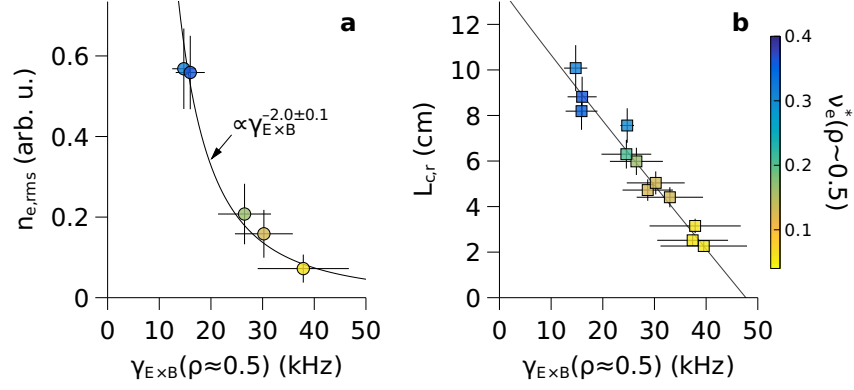 a
n_e,rms (arb. u.)
0.6
0.4
0.2
0
∝γ_E×B^−2.0±0.1
0 10 20 30 40 50
γ_E×B(ρ≈0.5) (kHz)
b
L_c,r (cm)
12
10
8
6
4
2
0
0 10 20 30 40 50
γ_E×B(ρ≈0.5) (kHz)
0.4
0.3
0.2
0.1
ν*_e(ρ~0.5)